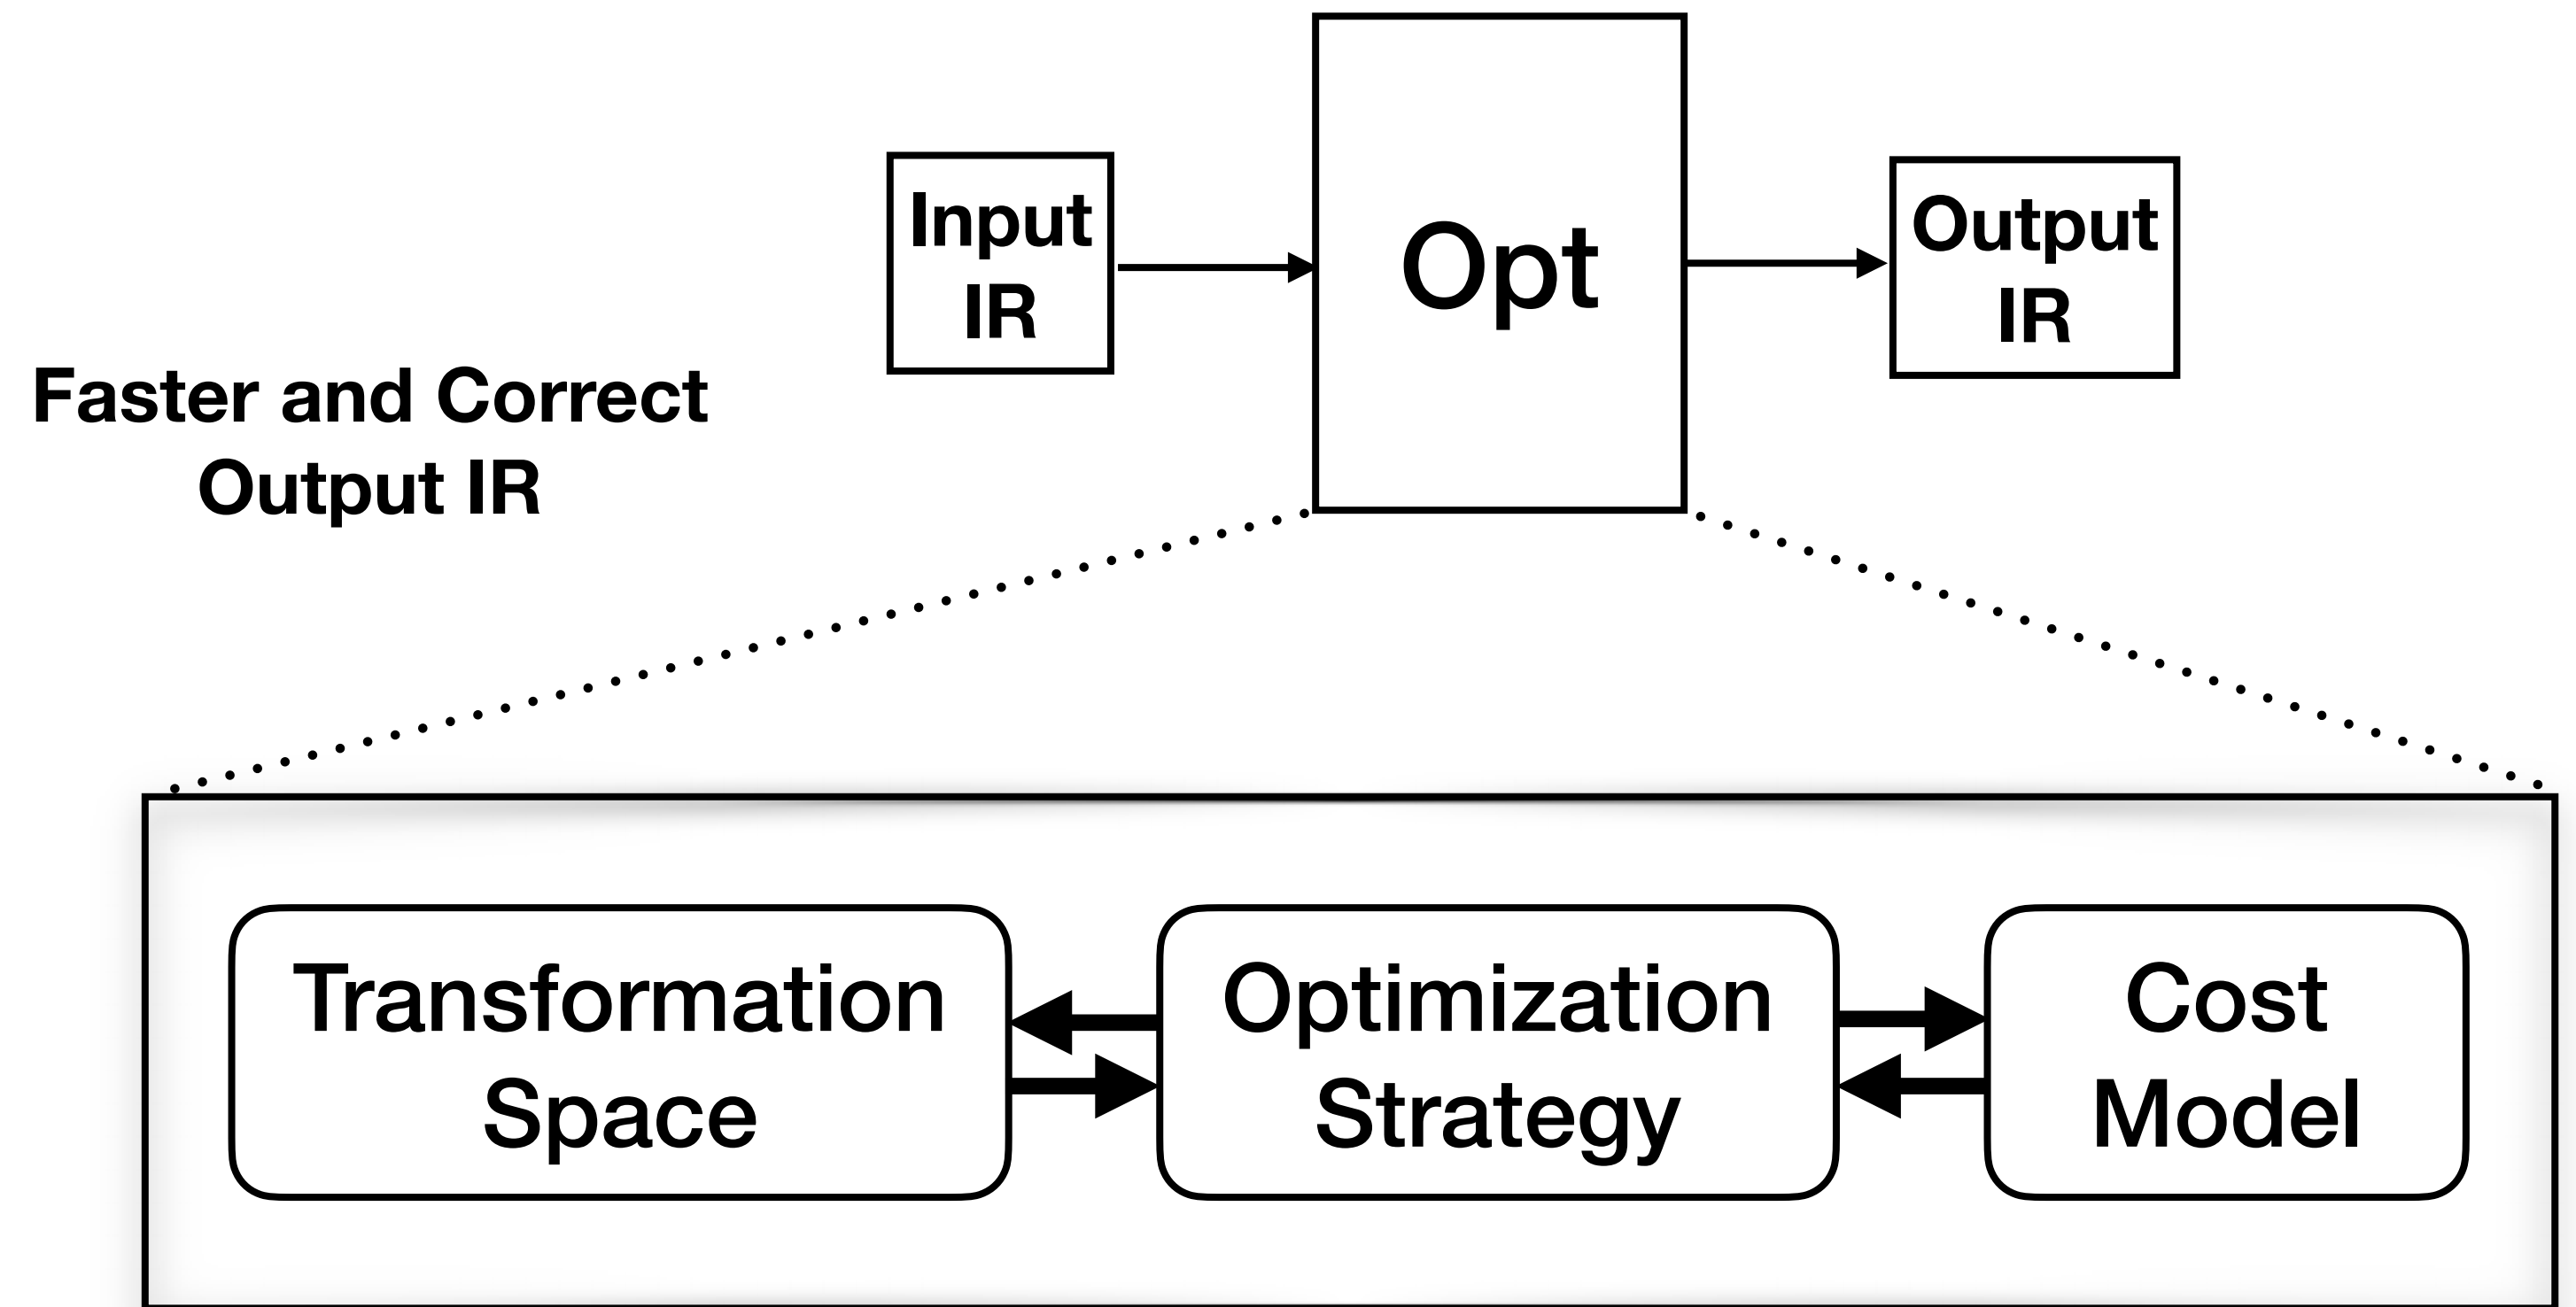 Input
IR
Opt
Output
IR
Faster and Correct
Output IR
Transformation
Space
Optimization
Strategy
Cost
Model